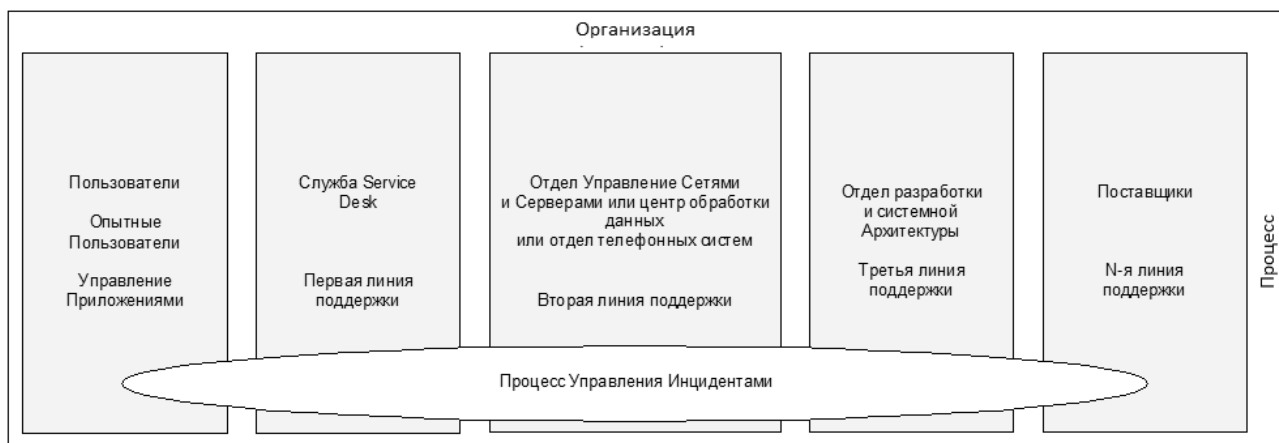 Организация
Пользователи
Опытные
Пользователи
Управление
Приложениями
Служба Service
Desk
Первая линия
поддержки
Отдел Управление Сетями
и Серверами или центр обработки
данных
или отдел телефонных систем
Вторая линия поддержки
Отдел разработки
и системной
Архитектуры
Третья линия
поддержки
Поставщики
N-я линия
поддержки
Процесс
Процесс Управления Инцидентами